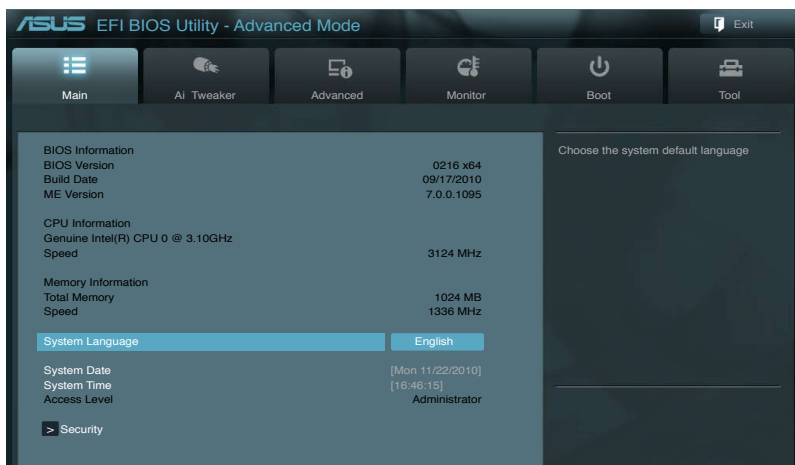 ASUS EFI BIOS Utility - Advanced Mode Exit
Main Ai Tweaker Advanced Monitor Boot Tool
BIOS Information
BIOS Version 0216 x64
Build Date 09/17/2010
ME Version 7.0.0.1095
CPU Information
Genuine Intel(R) CPU 0 @ 3.10GHz
Speed 3124 MHz
Memory Information
Total Memory 1024 MB
Speed 1336 MHz
System Language English
System Date [Mon 11/22/2010]
System Time [16:46:15]
Access Level Administrator
> Security
Choose the system default language